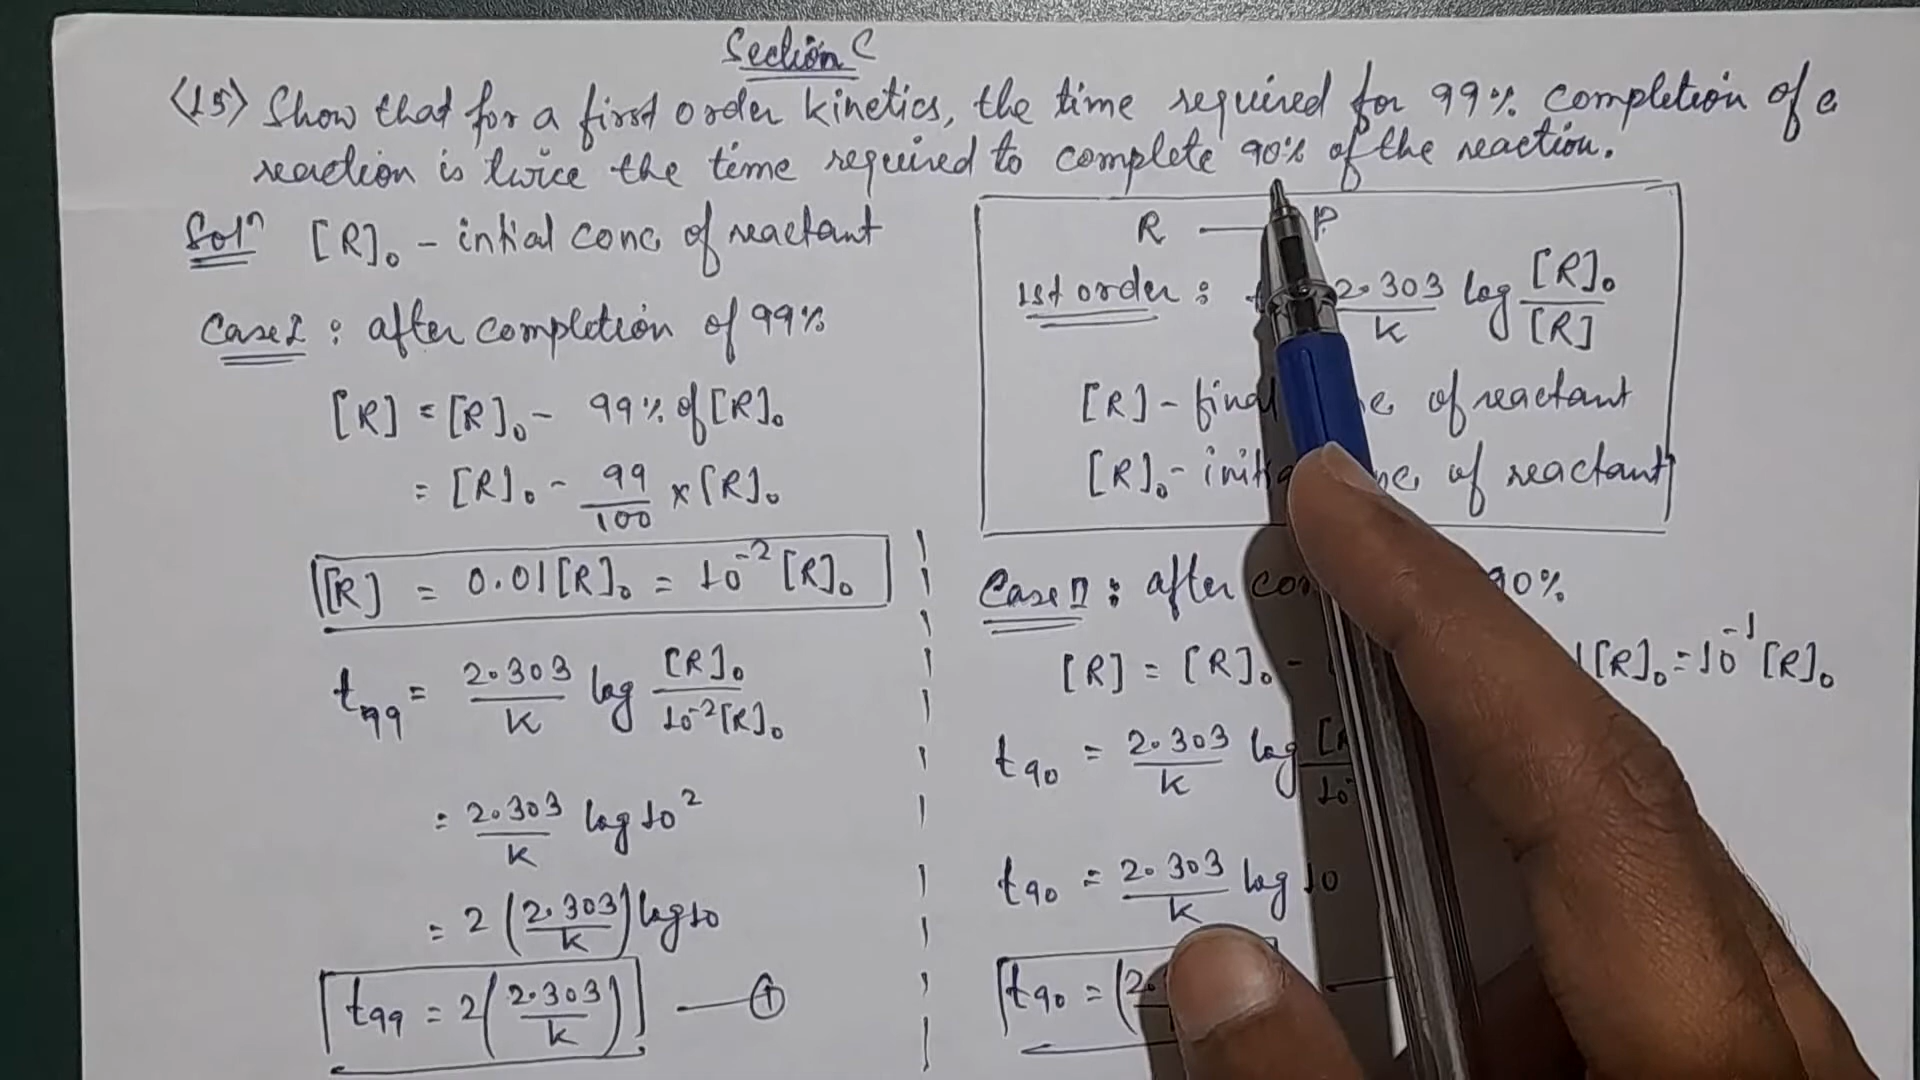 Section C
<15> Show that for a first order kinetics, the time required for 99% completion of a
reaction is twice the time required to complete 90% of the reaction.
Solⁿ [R]₀ - intial conc of reactant
Case I : after completion of 99%
[R] = [R]₀ - 99% of [R]₀
= [R]₀ - 99/100 × [R]₀
[R] = 0.01[R]₀ = 10⁻² [R]₀
t₉₉ = 2.303/K log [R]₀/10⁻²[R]₀
= 2.303/K log 10²
= 2 (2.303/K) log 10
t₉₉ = 2(2.303/K) — ①
R — P
1st order : 2.303/K log [R]₀/[R]
[R] - final of reactant
[R]₀ - of reactant
Case II : after 90%
[R] = [R]₀ - [R]₀ = 10⁻¹ [R]₀
t₉₀ = 2.303/K log
t₉₀ = 2.303/K log 10
t₉₀ =